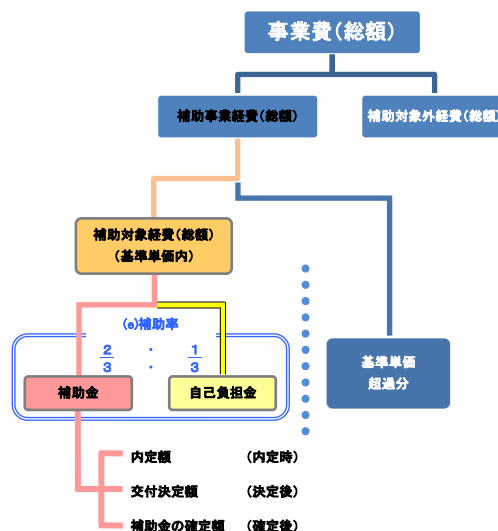 事業費（総額）
補助事業経費（総額）
補助対象外経費（総額）
補助対象経費（総額）
（基準単価内）
(e)補助率
2/3 : 1/3
基準単価
超過分
補助金
自己負担金
内定額 （内定時）
交付決定額 （決定後）
補助金の確定額 （確定後）